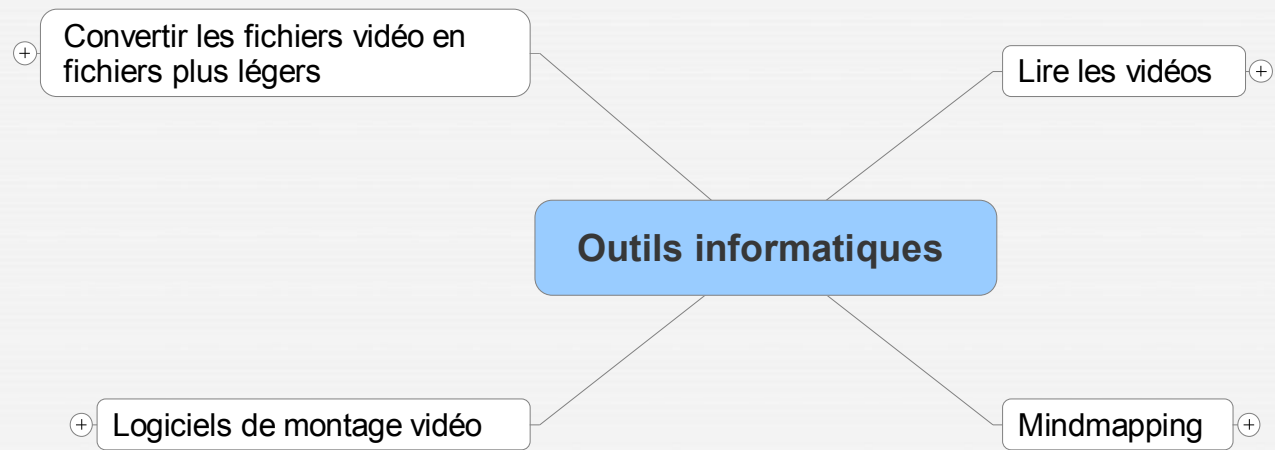 Convertir les fichiers vidéo en
fichiers plus légers
Lire les vidéos
Outils informatiques
Logiciels de montage vidéo
Mindmapping